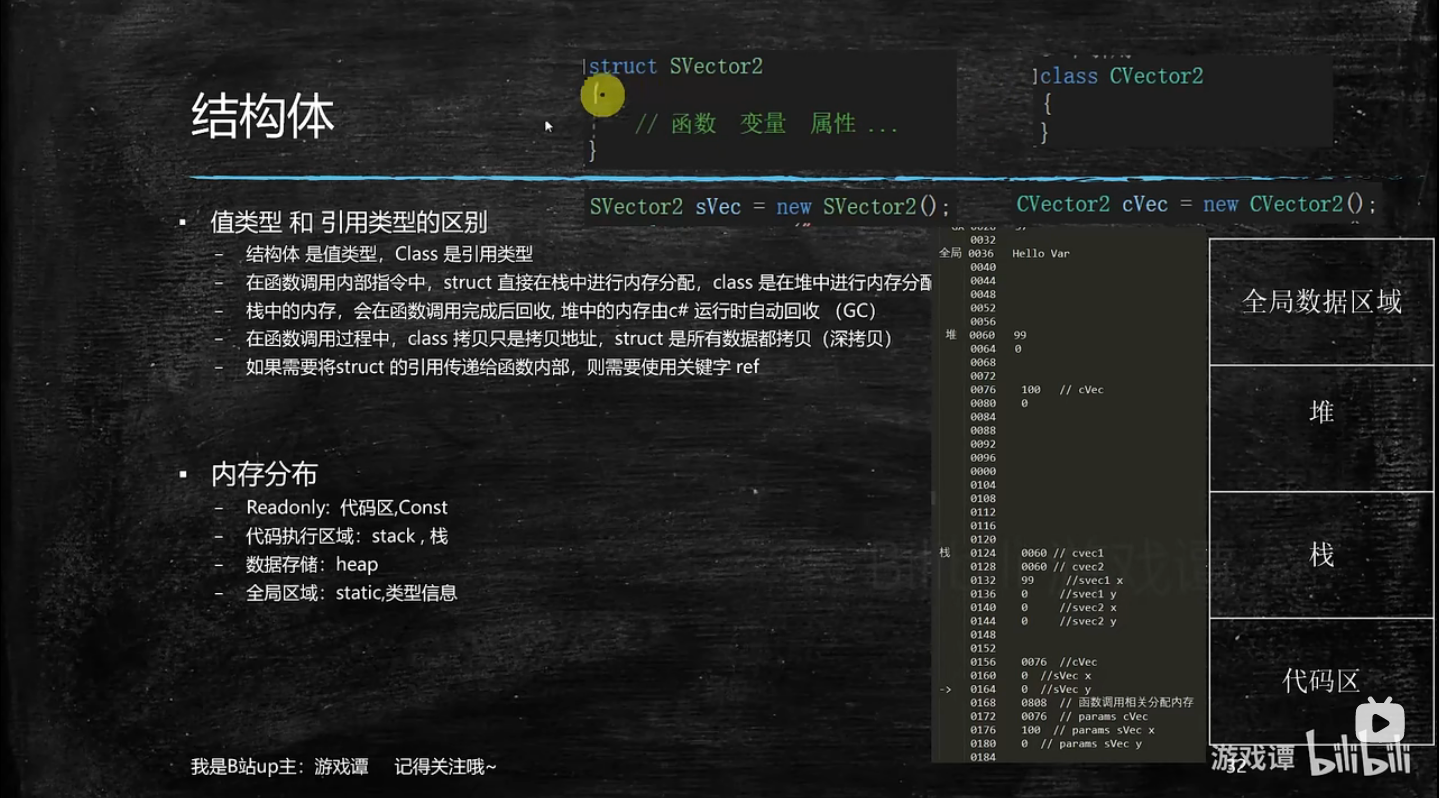 结构体
struct SVector2
{
// 函数 变量 属性 ...
}
class CVector2
{
}
SVector2 sVec = new SVector2();
CVector2 cVec = new CVector2();
▪ 值类型 和 引用类型的区别
– 结构体 是值类型，Class 是引用类型
– 在函数调用内部指令中，struct 直接在栈中进行内存分配，class 是在堆中进行内存分配
– 栈中的内存，会在函数调用完成后回收, 堆中的内存由c# 运行时自动回收 （GC）
– 在函数调用过程中，class 拷贝只是拷贝地址，struct 是所有数据都拷贝（深拷贝）
– 如果需要将struct 的引用传递给函数内部，则需要使用关键字 ref
▪ 内存分布
– Readonly: 代码区,Const
– 代码执行区域：stack , 栈
– 数据存储：heap
– 全局区域：static,类型信息
0032
全局 0036 Hello Var
0040
0044
0048
0052
0056
堆 0060 99
0064 0
0068
0072
0076 100 // cVec
0080 0
0084
0088
0092
0096
0000
0104
0108
0112
0116
0120
栈 0124 0060 // cvec1
0128 0060 // cvec2
0132 99 //svec1 x
0136 0 //svec1 y
0140 0 //svec2 x
0144 0 //svec2 y
0148
0152
0156 0076 //cVec
0160 0 //sVec x
-> 0164 0 //sVec y
0168 0808 // 函数调用相关分配内存
0172 0076 // params cVec
0176 100 // params sVec x
0180 0 // params sVec y
0184
全局数据区域
堆
栈
代码区
我是B站up主：游戏谭 记得关注哦~
32
游戏谭 bilibili